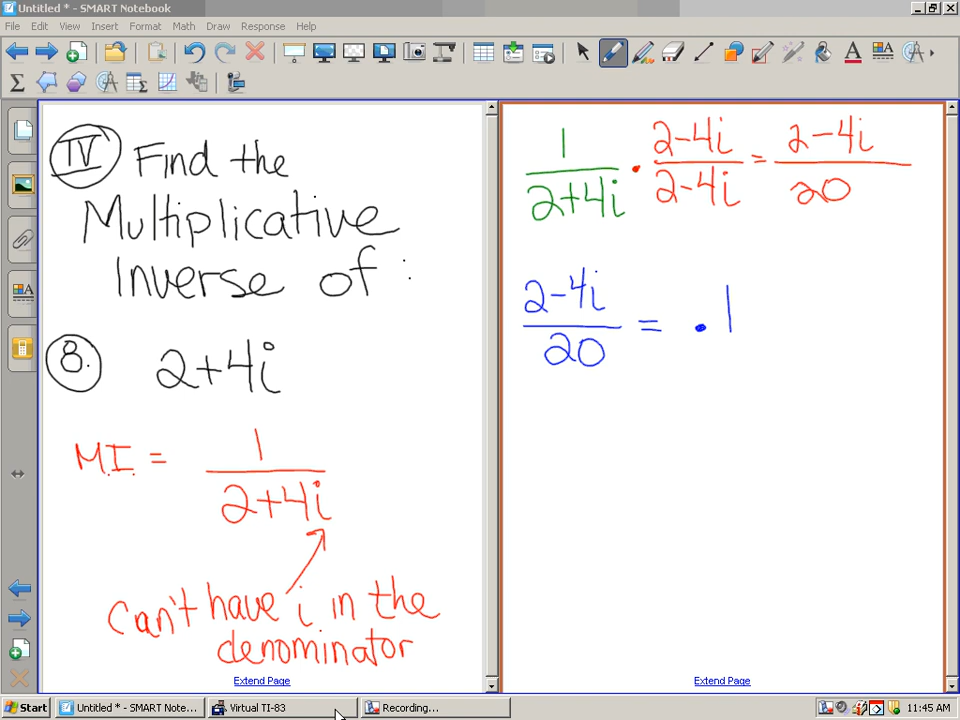 Untitled * - SMART Notebook
File Edit View Insert Format Math Draw Response Help
IV Find the
Multiplicative
Inverse of :
8. 2+4i
M.I. = 1/(2+4i)
Can't have i in the
denominator
Extend Page
1/(2+4i) · (2-4i)/(2-4i) = (2-4i)/20
(2-4i)/20 = .1
Extend Page
Start Untitled * - SMART Note... Virtual TI-83 Recording... 11:45 AM